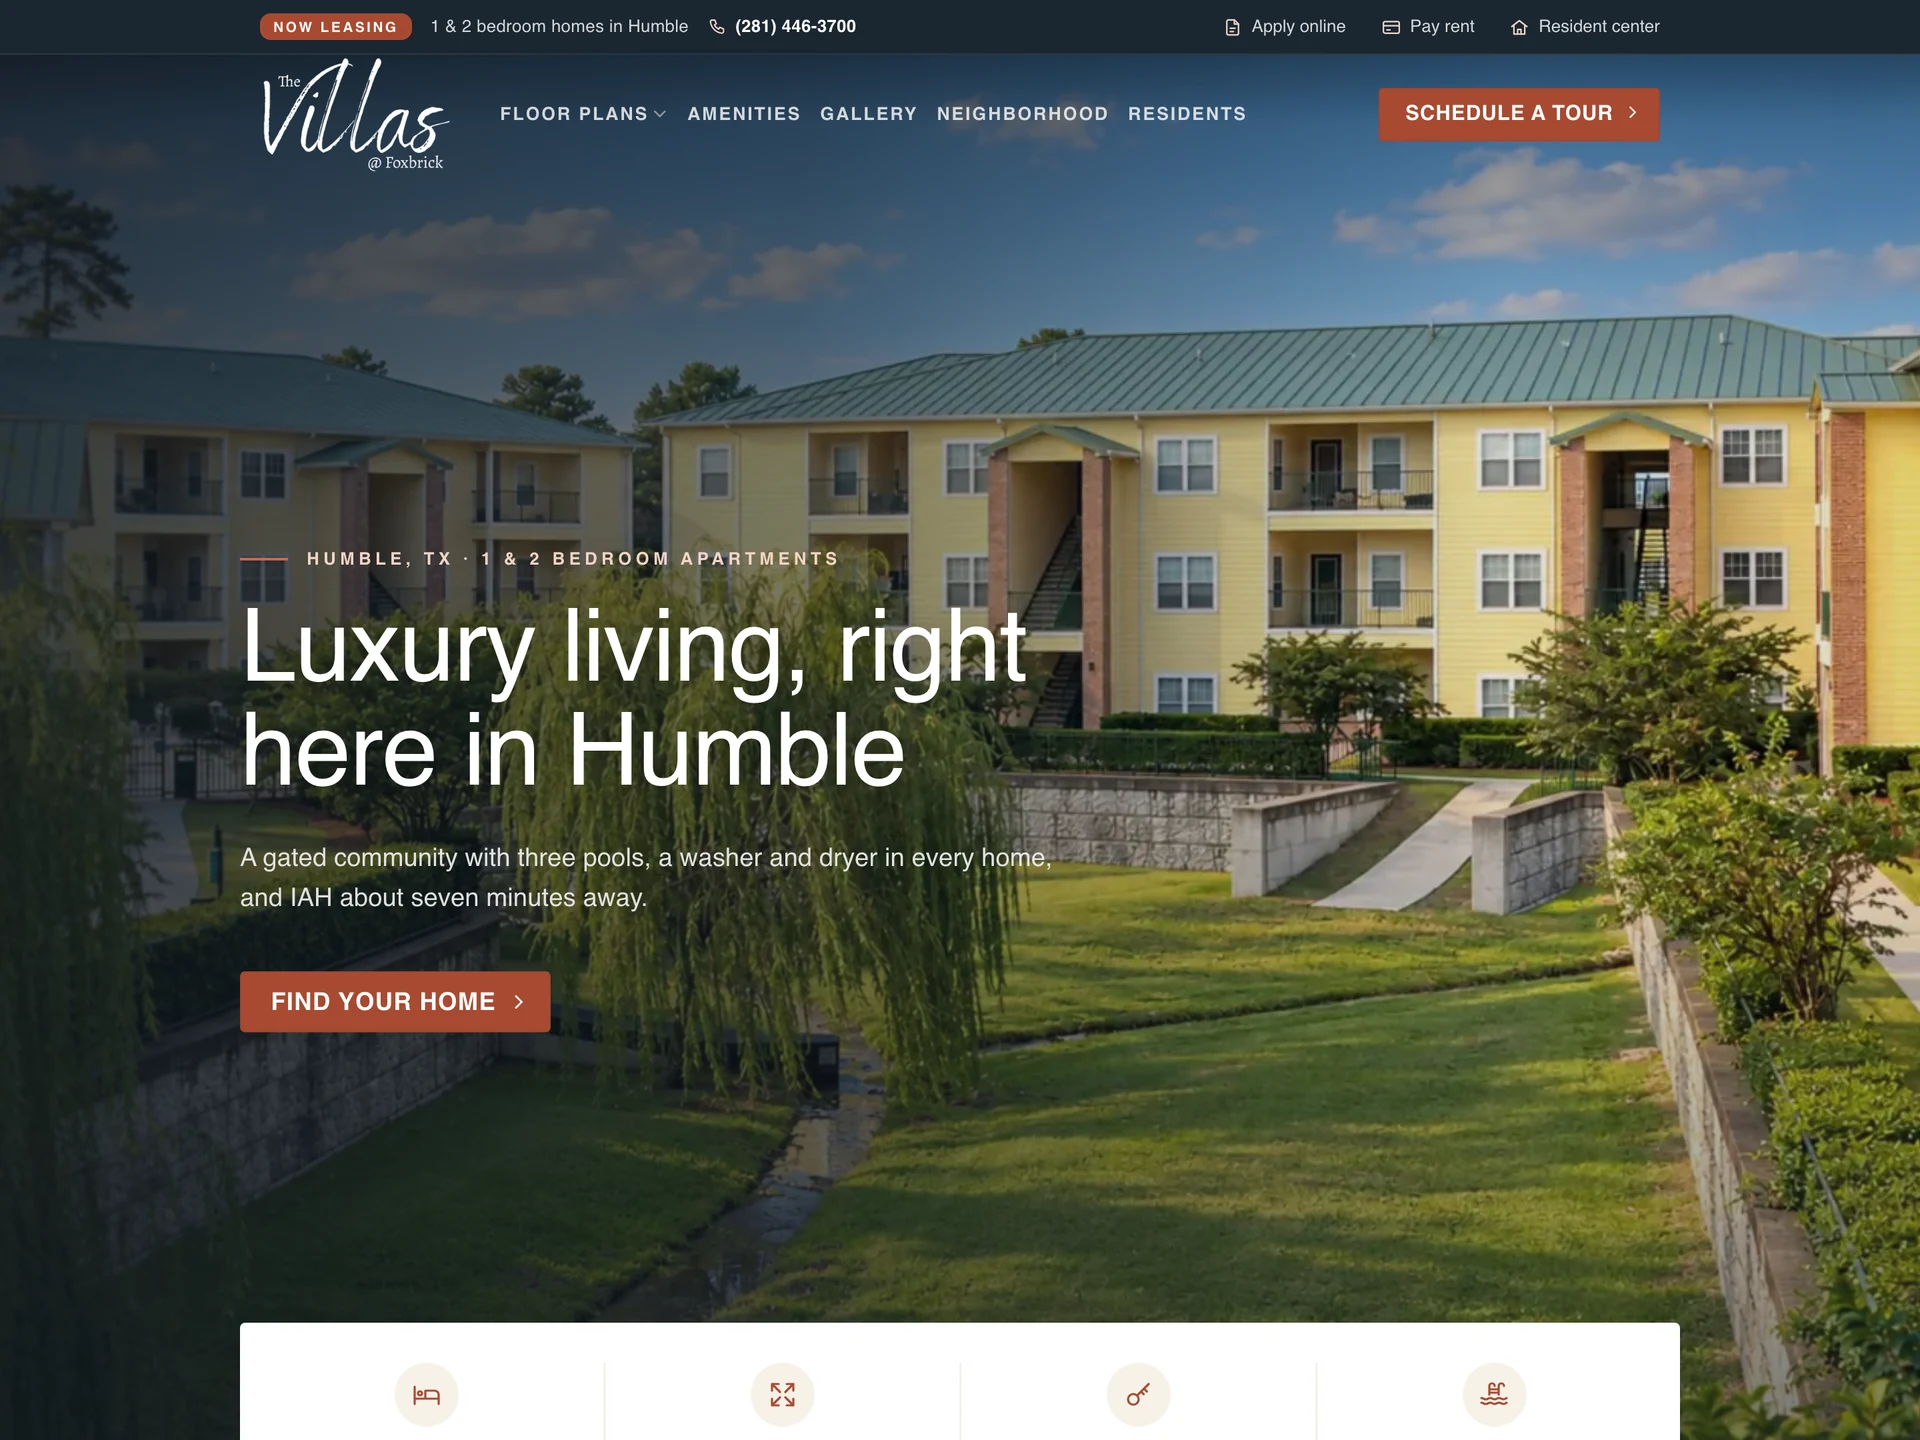 NOW LEASING 1 & 2 bedroom homes in Humble (281) 446-3700 Apply online Pay rent Resident center
The
Villas
@ Foxbrick
FLOOR PLANS AMENITIES GALLERY NEIGHBORHOOD RESIDENTS SCHEDULE A TOUR
HUMBLE, TX · 1 & 2 BEDROOM APARTMENTS
Luxury living, right
here in Humble
A gated community with three pools, a washer and dryer in every home,
and IAH about seven minutes away.
FIND YOUR HOME